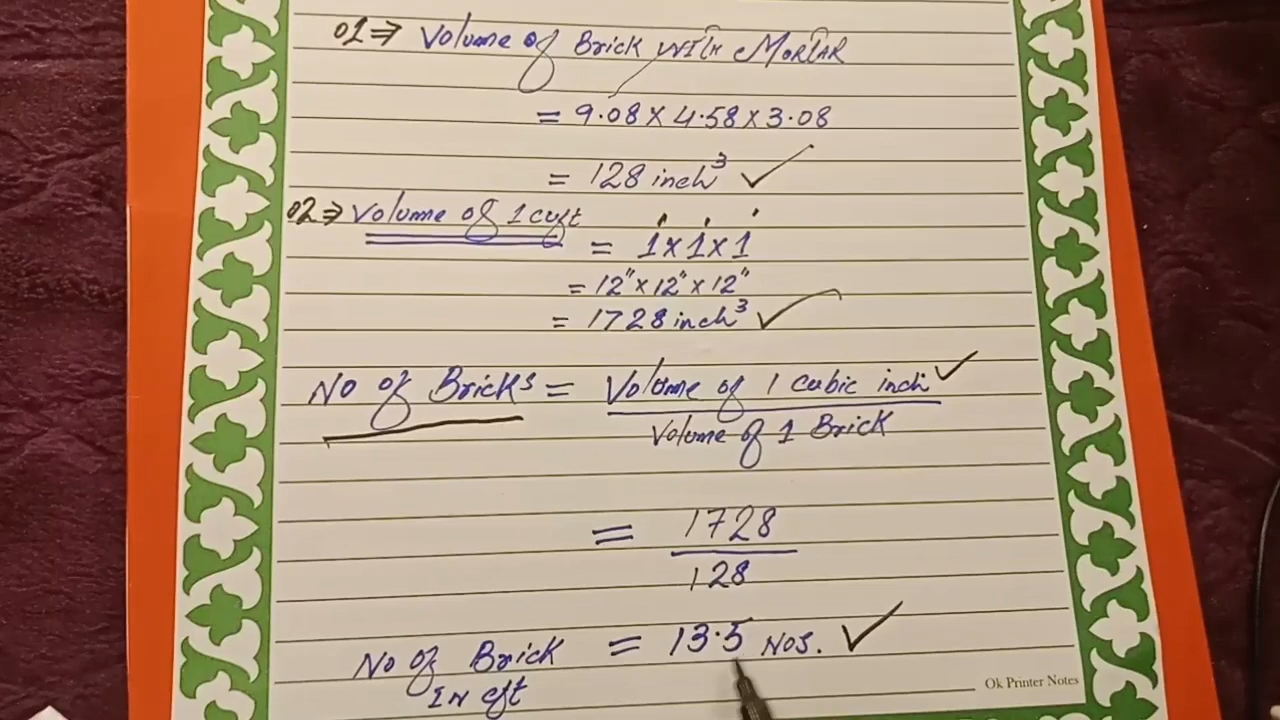 01⇒ Volume of Brick WITH MORTAR
= 9.08 x 4.58 x 3.08
= 128 inch³ ✓
02⇒ Volume of 1 cuft
= 1' x 1' x 1'
= 12" x 12" x 12"
= 1728 inch³ ✓
No of Bricks = Volume of 1 cubic inch ✓
Volume of 1 Brick
= 1728
128
No of Brick = 13.5 NOS. ✓
IN cft
Ok Printer Notes